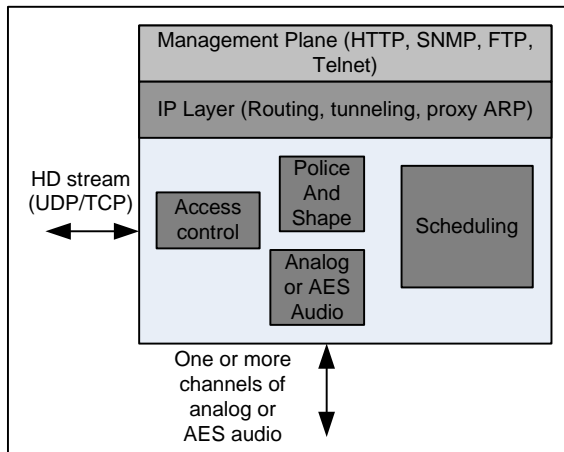 Management Plane (HTTP, SNMP, FTP,
Telnet)
IP Layer (Routing, tunneling, proxy ARP)
HD stream
(UDP/TCP)
Access
control
Police
And
Shape
Scheduling
Analog
or AES
Audio
One or more
channels of
analog or
AES audio